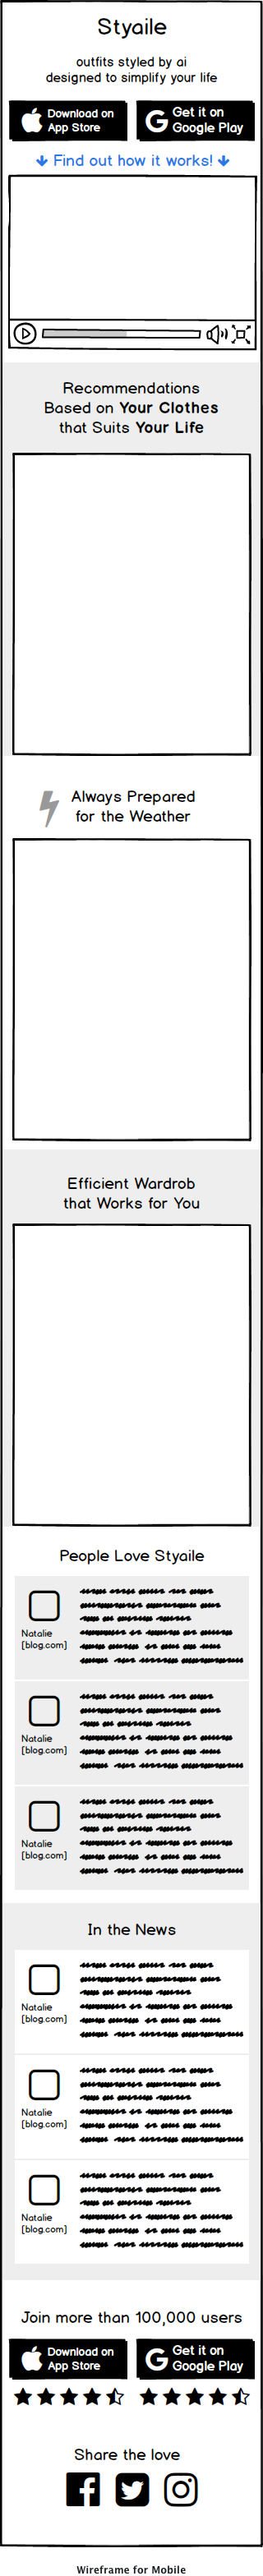 Styaile
outfits styled by ai
designed to simplify your life
Download on
App Store
Get it on
Google Play
Find out how it works!
Recommendations
Based on Your Clothes
that Suits Your Life
Always Prepared
for the Weather
Efficient Wardrob
that Works for You
People Love Styaile
Natalie
[blog.com]
Natalie
[blog.com]
Natalie
[blog.com]
In the News
Natalie
[blog.com]
Natalie
[blog.com]
Natalie
[blog.com]
Join more than 100,000 users
Download on
App Store
Get it on
Google Play
Share the love
Wireframe for Mobile